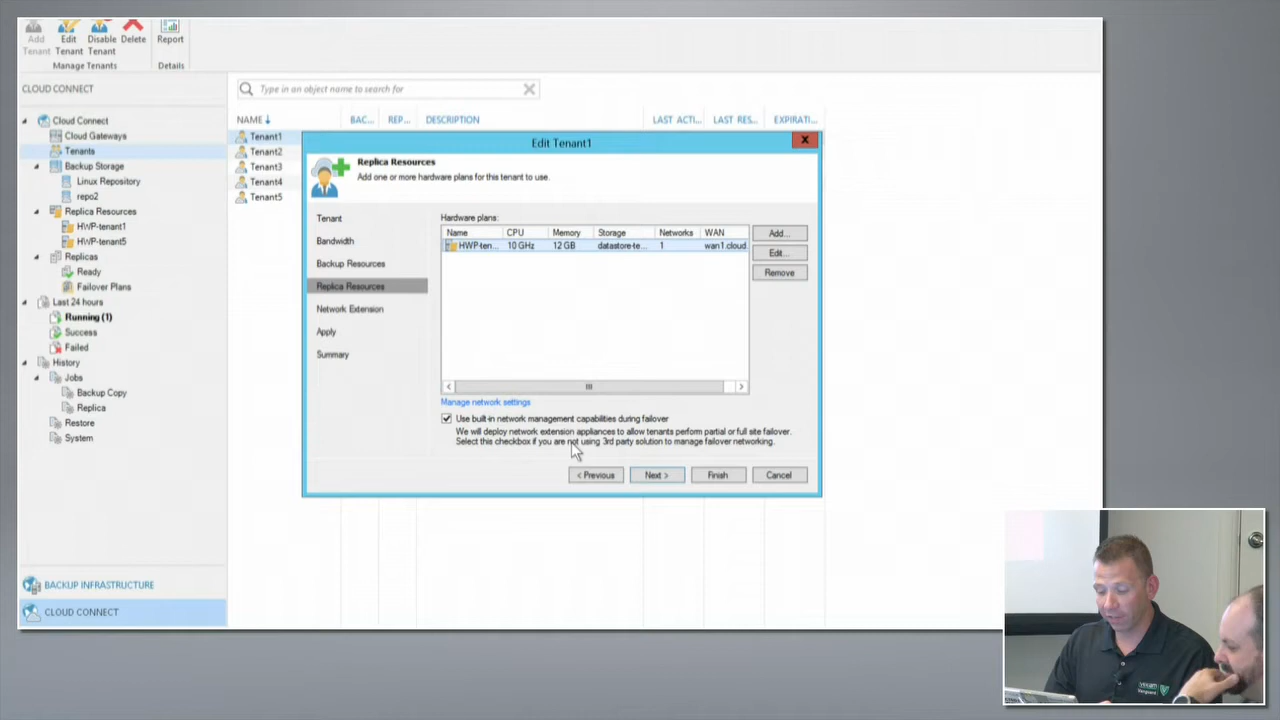 Add Tenant
Edit Tenant
Disable Tenant
Delete
Report
Manage Tenants
Details
CLOUD CONNECT
Cloud Connect
Cloud Gateways
Tenants
Backup Storage
Linux Repository
repo2
Replica Resources
HWP-tenant1
HWP-tenant5
Replicas
Ready
Failover Plans
Last 24 hours
Running (1)
Success
Failed
History
Jobs
Backup Copy
Replica
Restore
System
BACKUP INFRASTRUCTURE
CLOUD CONNECT
Type in an object name to search for
NAME BAC... REP... DESCRIPTION LAST ACTI... LAST RES... EXPIRATI...
Tenant1
Tenant2
Tenant3
Tenant4
Tenant5
Edit Tenant1
X
Replica Resources
Add one or more hardware plans for this tenant to use.
Tenant
Bandwidth
Backup Resources
Replica Resources
Network Extension
Apply
Summary
Hardware plans:
Name CPU Memory Storage Networks WAN
HWP-ten... 10 GHz 12 GB datastore-te... 1 wan1.cloud
Add...
Edit...
Remove
Manage network settings
Use built-in network management capabilities during failover
We will deploy network extension appliances to allow tenants perform partial or full site failover.
Select this checkbox if you are not using 3rd party solution to manage failover networking.
< Previous
Next >
Finish
Cancel
veeam
Vanguard